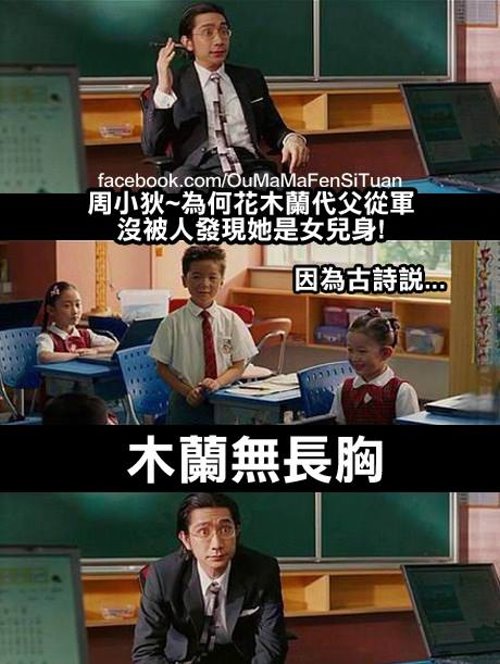 facebook.com/OuMaMaFenSiTuan
周小狄~為何花木蘭代父從軍
沒被人發現她是女兒身!
因為古詩説...
木蘭無長胸